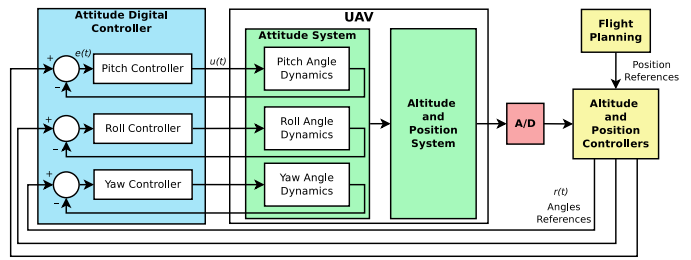 Attitude Digital
Controller
UAV
Attitude System
Flight
Planning
+
e(t)
Pitch Controller
u(t)
Pitch Angle
Dynamics
−
Position
References
+
Roll Controller
Roll Angle
Dynamics
−
Altitude
and
Position
System
A/D
Altitude
and
Position
Controllers
+
Yaw Controller
Yaw Angle
Dynamics
−
r(t)
Angles
References